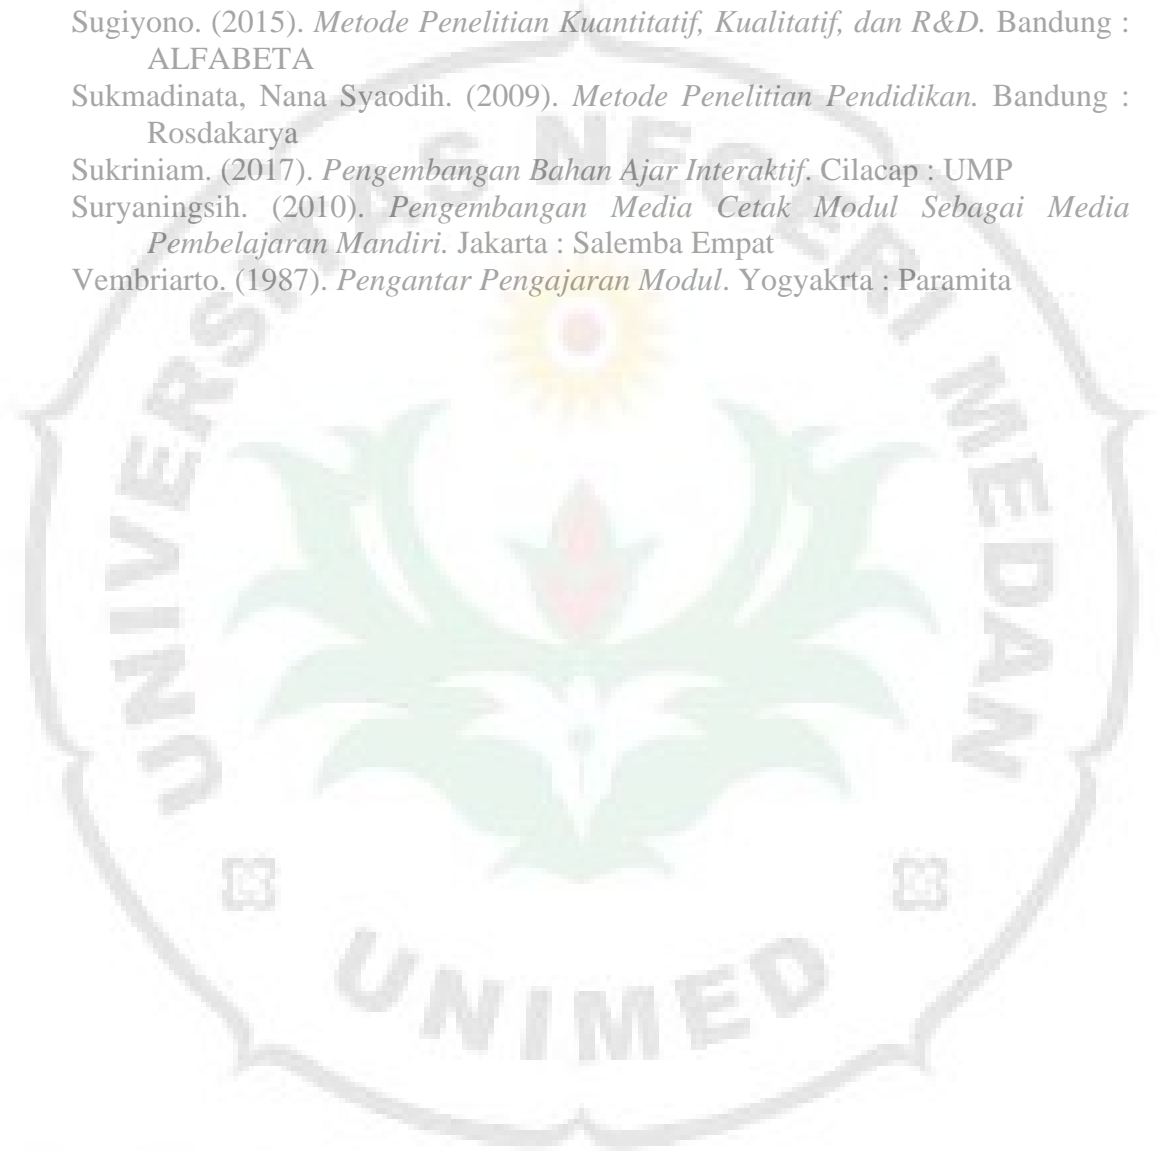 Sugiyono. (2015). Metode Penelitian Kuantitatif, Kualitatif, dan R&D. Bandung :
ALFABETA
Sukmadinata, Nana Syaodih. (2009). Metode Penelitian Pendidikan. Bandung :
Rosdakarya
Sukriniam. (2017). Pengembangan Bahan Ajar Interaktif. Cilacap : UMP
Suryaningsih. (2010). Pengembangan Media Cetak Modul Sebagai Media
Pembelajaran Mandiri. Jakarta : Salemba Empat
Vembriarto. (1987). Pengantar Pengajaran Modul. Yogyakrta : Paramita
UNIVERSITAS NEGERI MEDAN
UNIMED